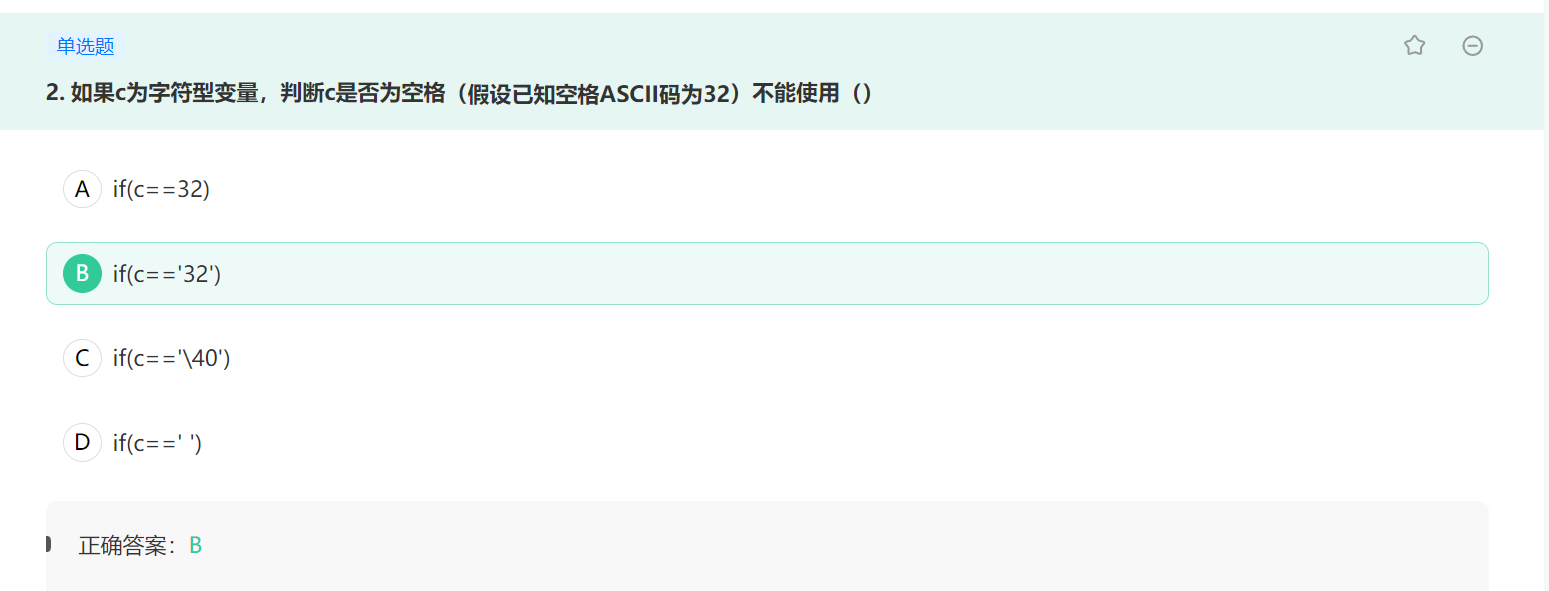 单选题
2. 如果c为字符型变量，判断c是否为空格（假设已知空格ASCII码为32）不能使用（）
A if(c==32)
B if(c=='32')
C if(c=='\40')
D if(c==' ')
正确答案：B